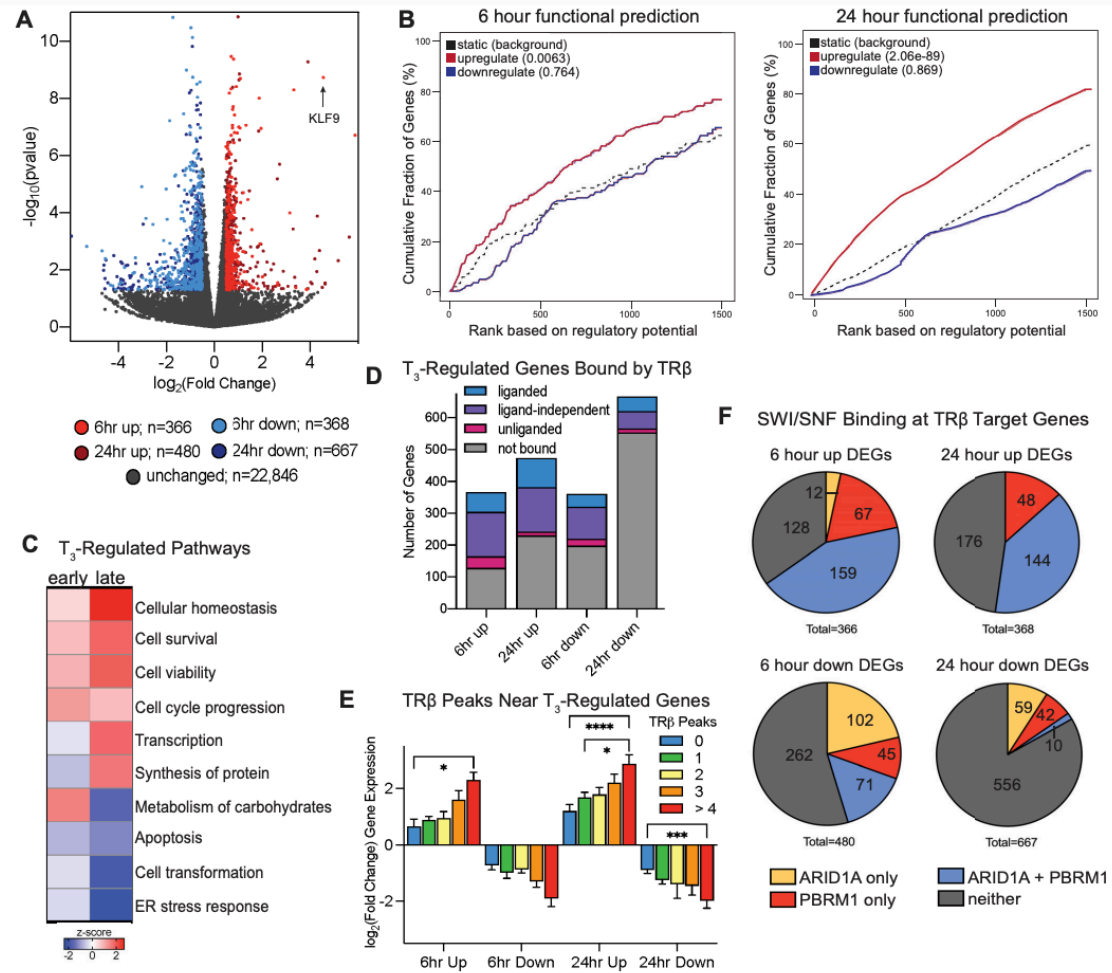 A
10
8
6
4
2
0
-log10(pvalue)
KLF9
-4
-2
0
2
4
log2(Fold Change)
6hr up; n=366
6hr down; n=368
24hr up; n=480
24hr down; n=667
unchanged; n=22,846
B
6 hour functional prediction
static (background)
upregulate (0.0063)
downregulate (0.764)
Cumulative Fraction of Genes (%)
100
80
60
40
20
0
0
500
1000
1500
Rank based on regulatory potential
24 hour functional prediction
static (background)
upregulate (2.06e-89)
downregulate (0.869)
Cumulative Fraction of Genes (%)
100
80
60
40
20
0
0
500
1000
1500
Rank based on regulatory potential
C
T3-Regulated Pathways
early late
Cellular homeostasis
Cell survival
Cell viability
Cell cycle progression
Transcription
Synthesis of protein
Metabolism of carbohydrates
Apoptosis
Cell transformation
ER stress response
z-score
-2 0 2
D
T3-Regulated Genes Bound by TRβ
liganded
ligand-independent
unliganded
not bound
Number of Genes
600
500
400
300
200
100
0
6hr up
24hr up
6hr down
24hr down
E
TRβ Peaks Near T3-Regulated Genes
log2(Fold Change) Gene Expression
2
0
-2
*
****
*
***
TRβ Peaks
0
1
2
3
> 4
6hr Up
6hr Down
24hr Up
24hr Down
F
SWI/SNF Binding at TRβ Target Genes
6 hour up DEGs
12
67
128
159
Total=366
24 hour up DEGs
48
176
144
Total=368
6 hour down DEGs
102
262
45
71
Total=480
24 hour down DEGs
59
42
10
556
Total=667
ARID1A only
ARID1A + PBRM1
PBRM1 only
neither